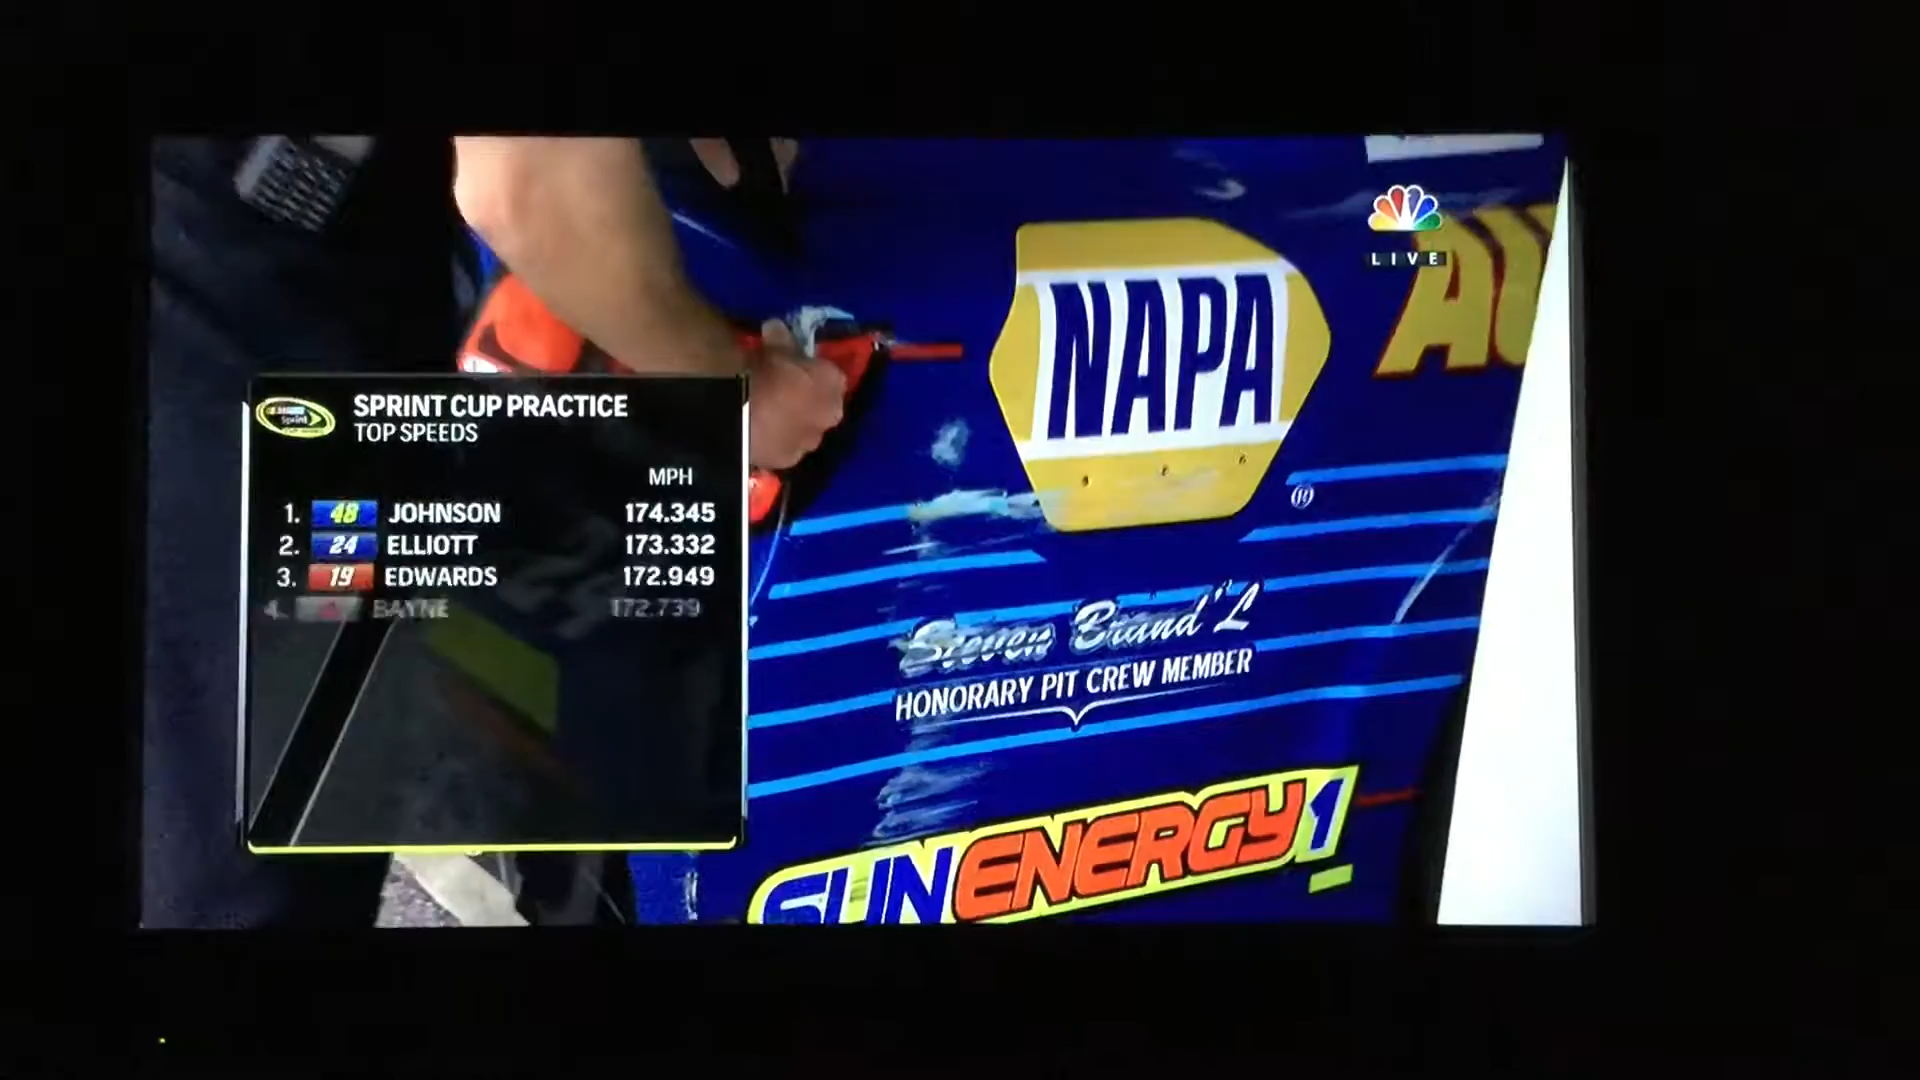 SPRINT CUP PRACTICE
TOP SPEEDS
MPH
1. 48 JOHNSON 174.345
2. 24 ELLIOTT 173.332
3. 19 EDWARDS 172.949
4. BAYNE 172.739
LIVE
NAPA
®
AU
Steven Brand'L
HONORARY PIT CREW MEMBER
SUNENERGY1